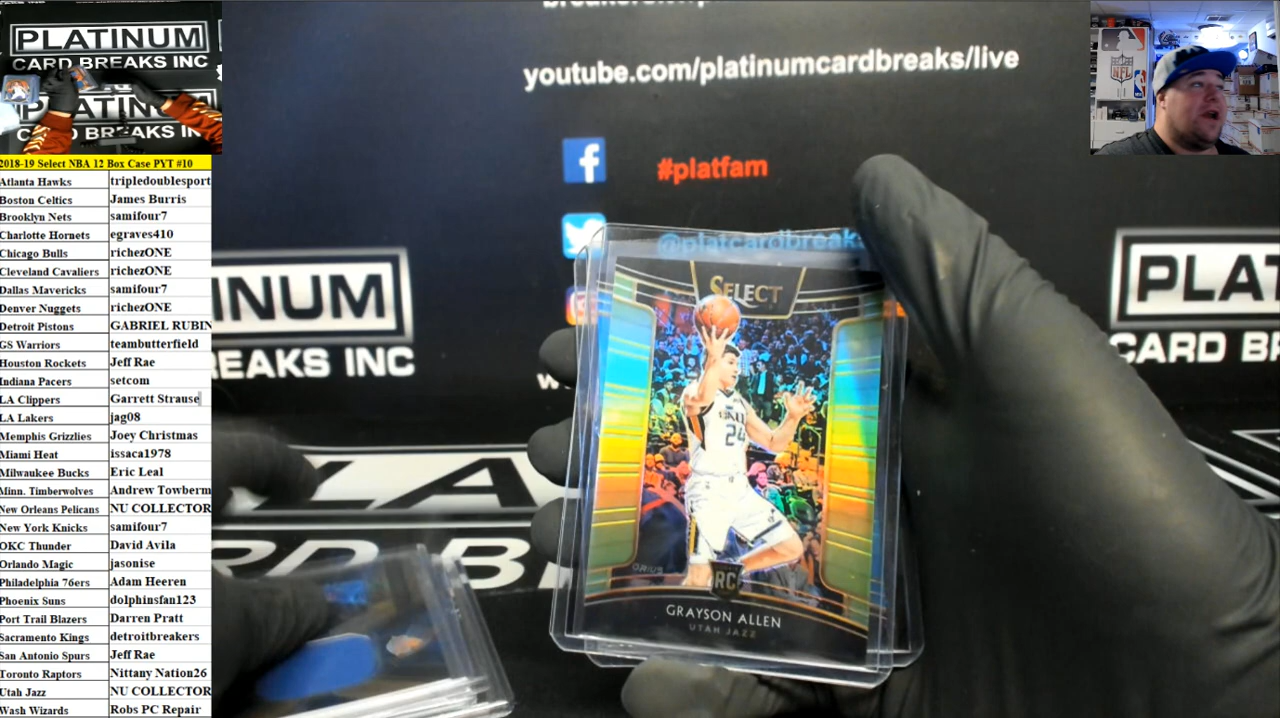 PLATINUM
CARD BREAKS INC
PLATINUM
CARD BREAKS IN
2018-19 Select NBA 12 Box Case PYT #10
Atlanta Hawks tripledoublesport
Boston Celtics James Burris
Brooklyn Nets samifour7
Charlotte Hornets egraves410
Chicago Bulls richezONE
Cleveland Cavaliers richezONE
Dallas Mavericks samifour7
Denver Nuggets richezONE
Detroit Pistons GABRIEL RUBIN
GS Warriors teambutterfield
Houston Rockets Jeff Rae
Indiana Pacers setcom
LA Clippers Garrett Strause
LA Lakers jag08
Memphis Grizzlies Joey Christmas
Miami Heat issaca1978
Milwaukee Bucks Eric Leal
Minn. Timberwolves Andrew Towberm
New Orleans Pelicans NU COLLECTOR
New York Knicks samifour7
OKC Thunder David Avila
Orlando Magic jasonise
Philadelphia 76ers Adam Heeren
Phoenix Suns dolphinsfan123
Port Trail Blazers Darren Pratt
Sacramento Kings detroitbreakers
San Antonio Spurs Jeff Rae
Toronto Raptors Nittany Nation26
Utah Jazz NU COLLECTOR
Wash Wizards Robs PC Repair
youtube.com/platinumcardbreaks/live
f #platfam
@platcardbreaks
INUM
EAKS INC
PLAT
CARD B
SELECT
24
RC
GRAYSON ALLEN
UTAH JAZZ
NFL